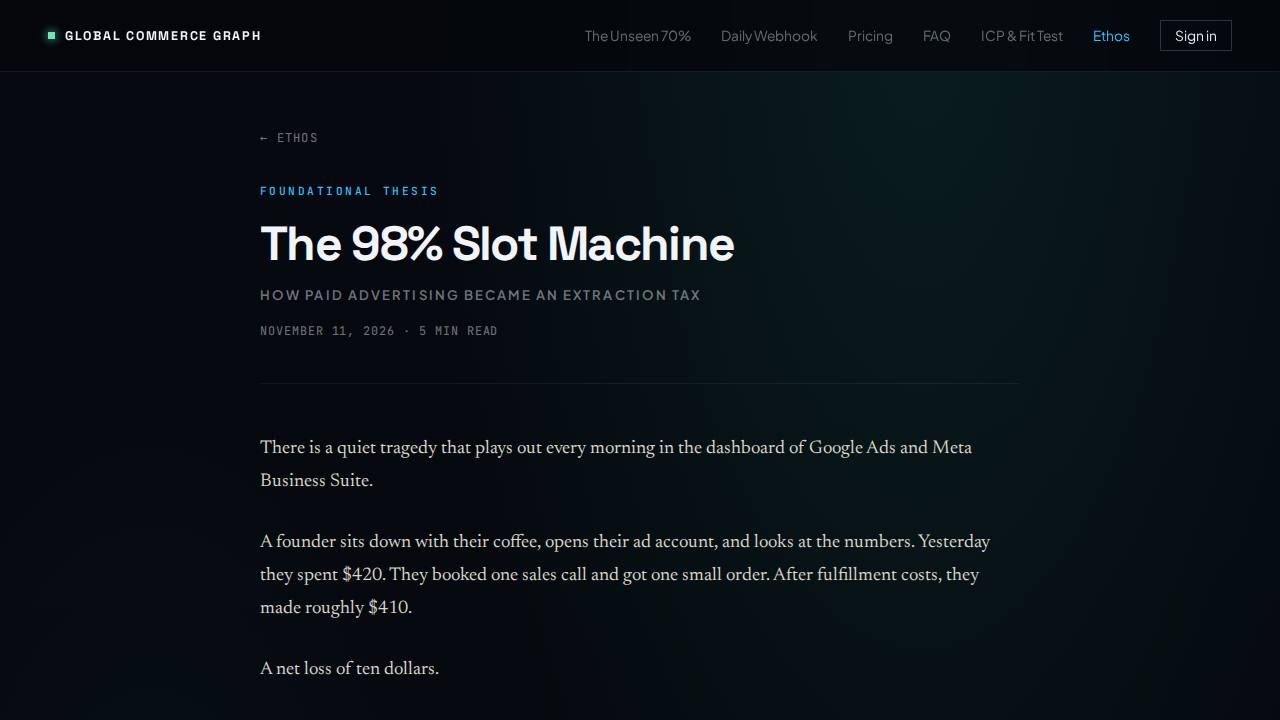 GLOBAL COMMERCE GRAPH
The Unseen 70%
Daily Webhook
Pricing
FAQ
ICP & Fit Test
Ethos
Sign in
← ETHOS
FOUNDATIONAL THESIS
The 98% Slot Machine
HOW PAID ADVERTISING BECAME AN EXTRACTION TAX
NOVEMBER 11, 2026 · 5 MIN READ
There is a quiet tragedy that plays out every morning in the dashboard of Google Ads and Meta
Business Suite.
A founder sits down with their coffee, opens their ad account, and looks at the numbers. Yesterday
they spent $420. They booked one sales call and got one small order. After fulfillment costs, they
made roughly $410.
A net loss of ten dollars.